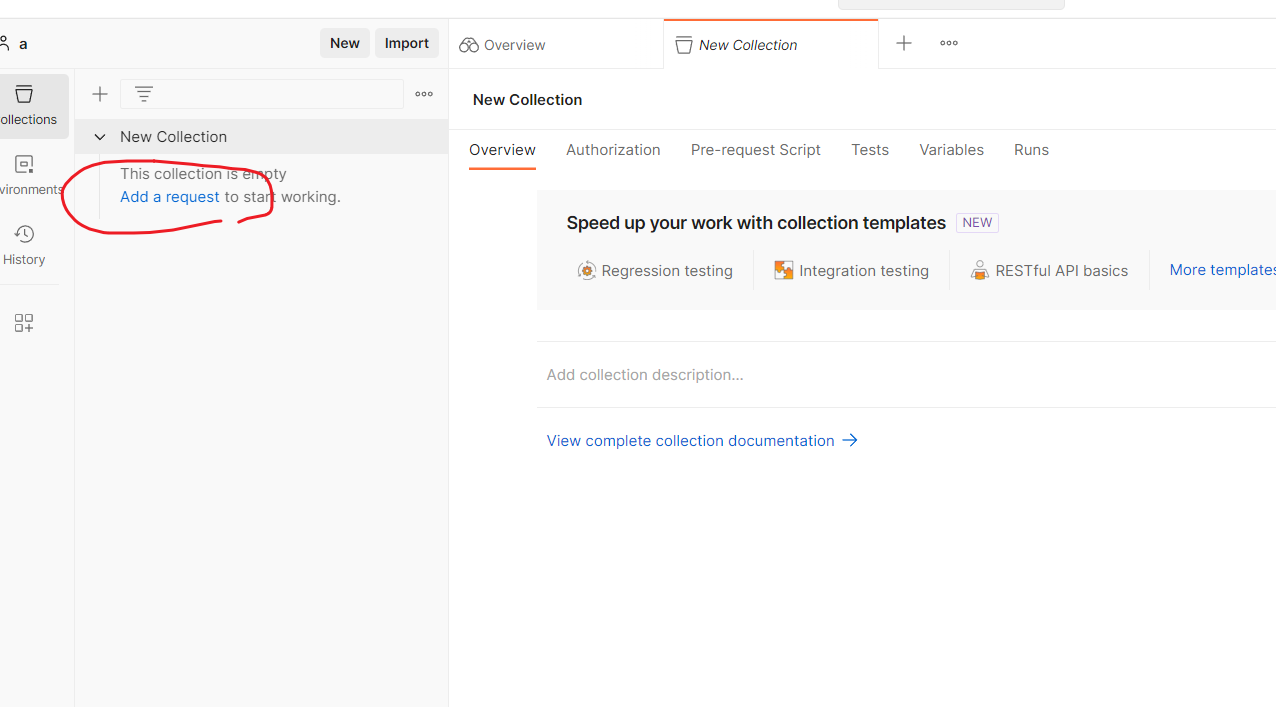 a
New Import
Overview
New Collection
ollections
vironments
History
New Collection
This collection is empty
Add a request to start working.
New Collection
Overview Authorization Pre-request Script Tests Variables Runs
Speed up your work with collection templates NEW
Regression testing Integration testing RESTful API basics More templates
Add collection description...
View complete collection documentation →